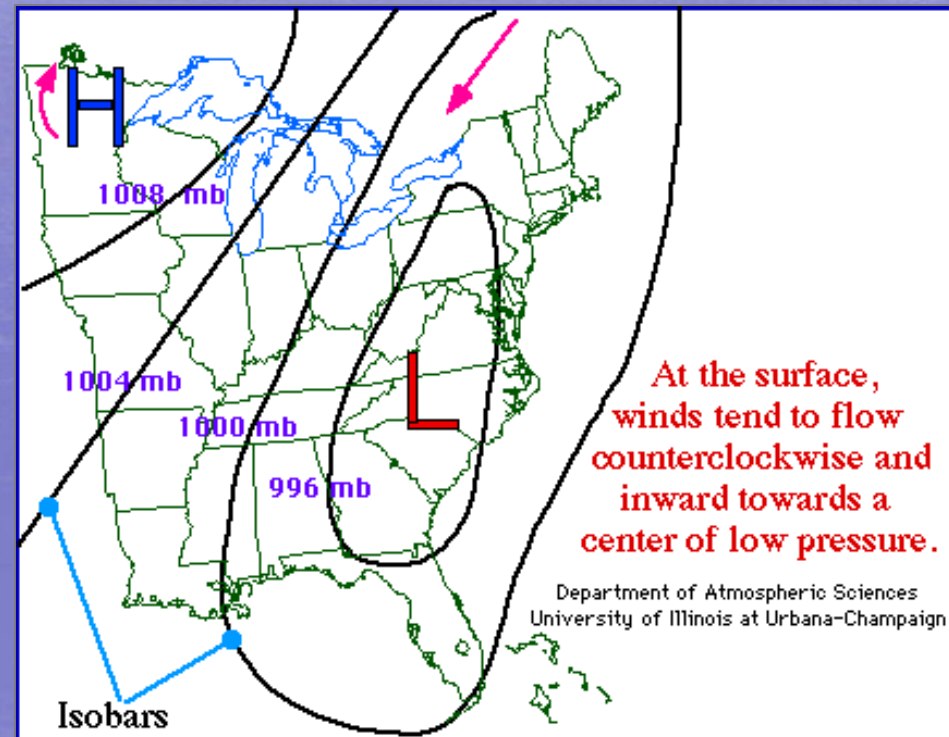 H
1008 mb
1004 mb
1000 mb
L
996 mb
At the surface,
winds tend to flow
counterclockwise and
inward towards a
center of low pressure.
Department of Atmospheric Sciences
University of Illinois at Urbana-Champaign
Isobars